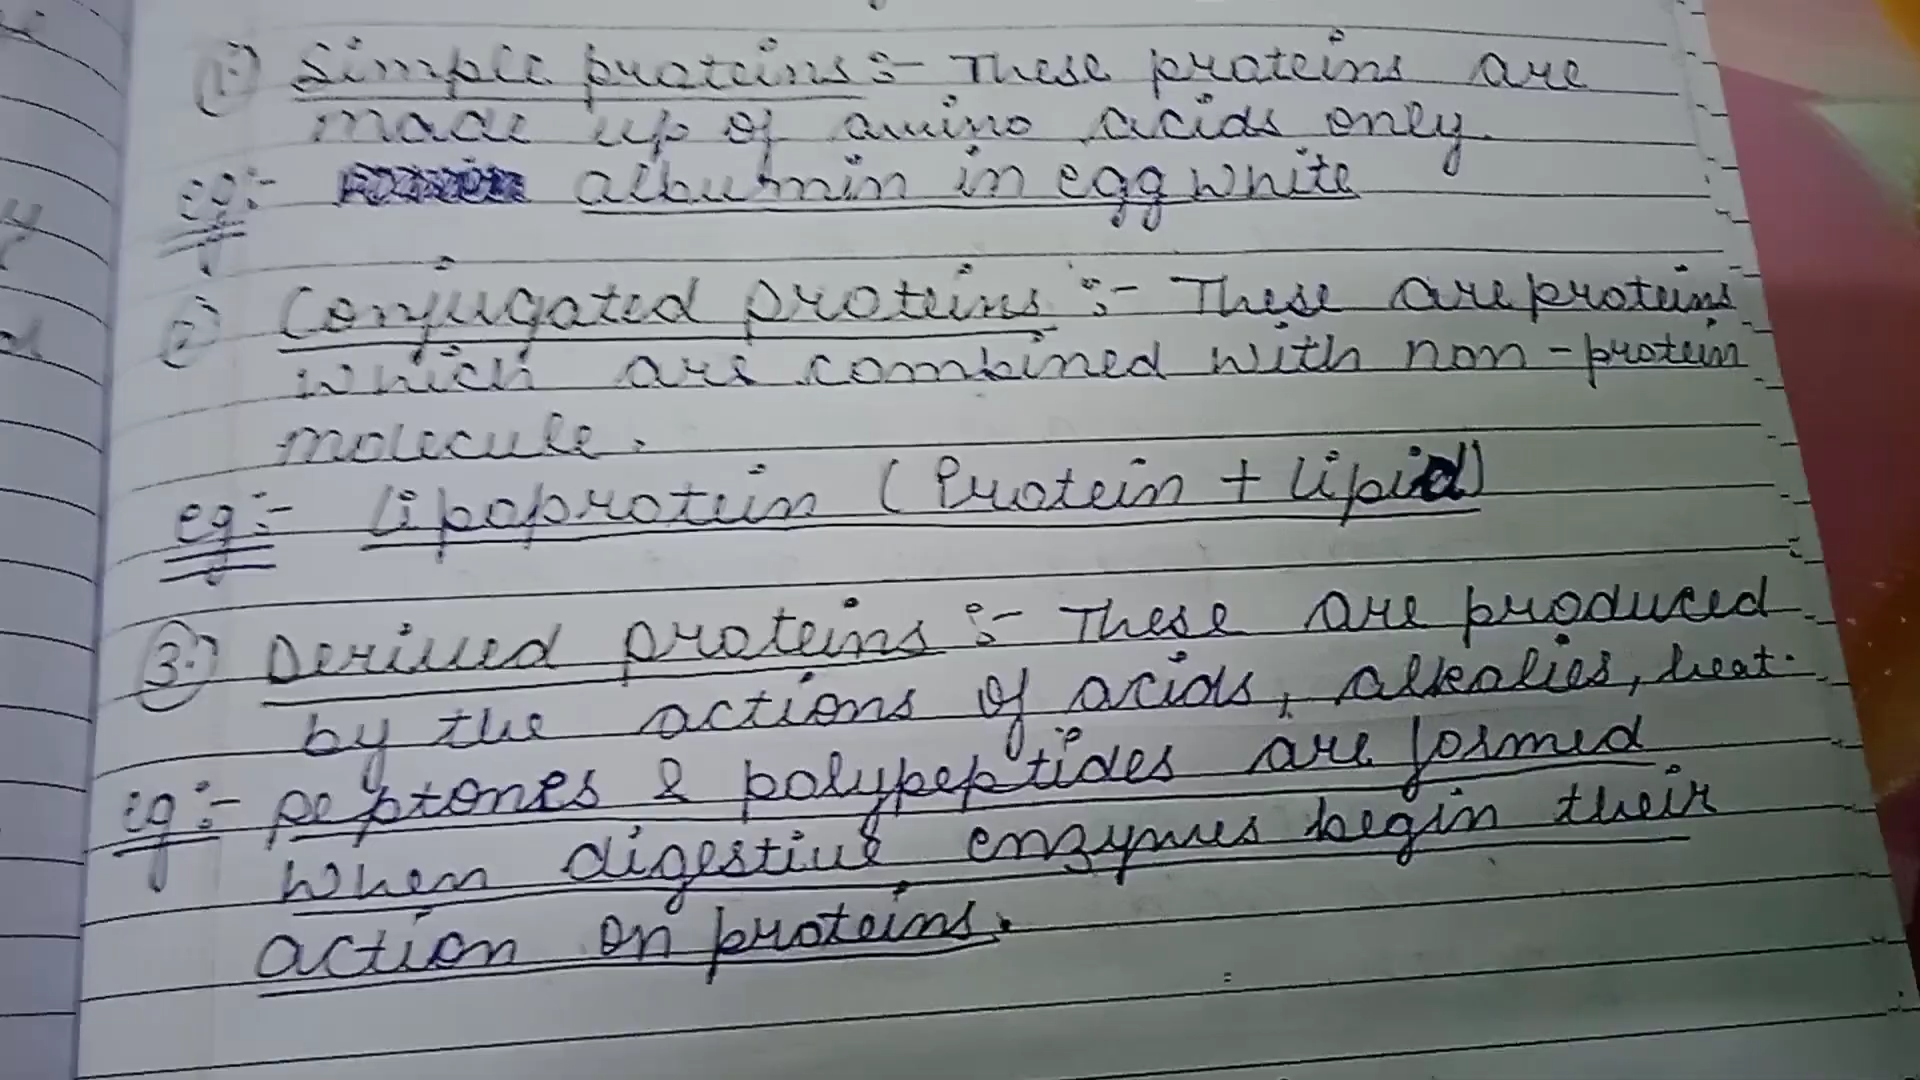 1.) Simple proteins :- These proteins are
made up of amino acids only.
eg:- albumin in egg white
2) Conjugated proteins :- These are proteins
which are combined with non-protein
molecule.
eg:- Lipoprotein (Protein + Lipid)
3.) Derived proteins :- These are produced
by the actions of acids, alkalies, heat.
eg:- peptones & polypeptides are formed
when digestive enzymes begin their
action on proteins.